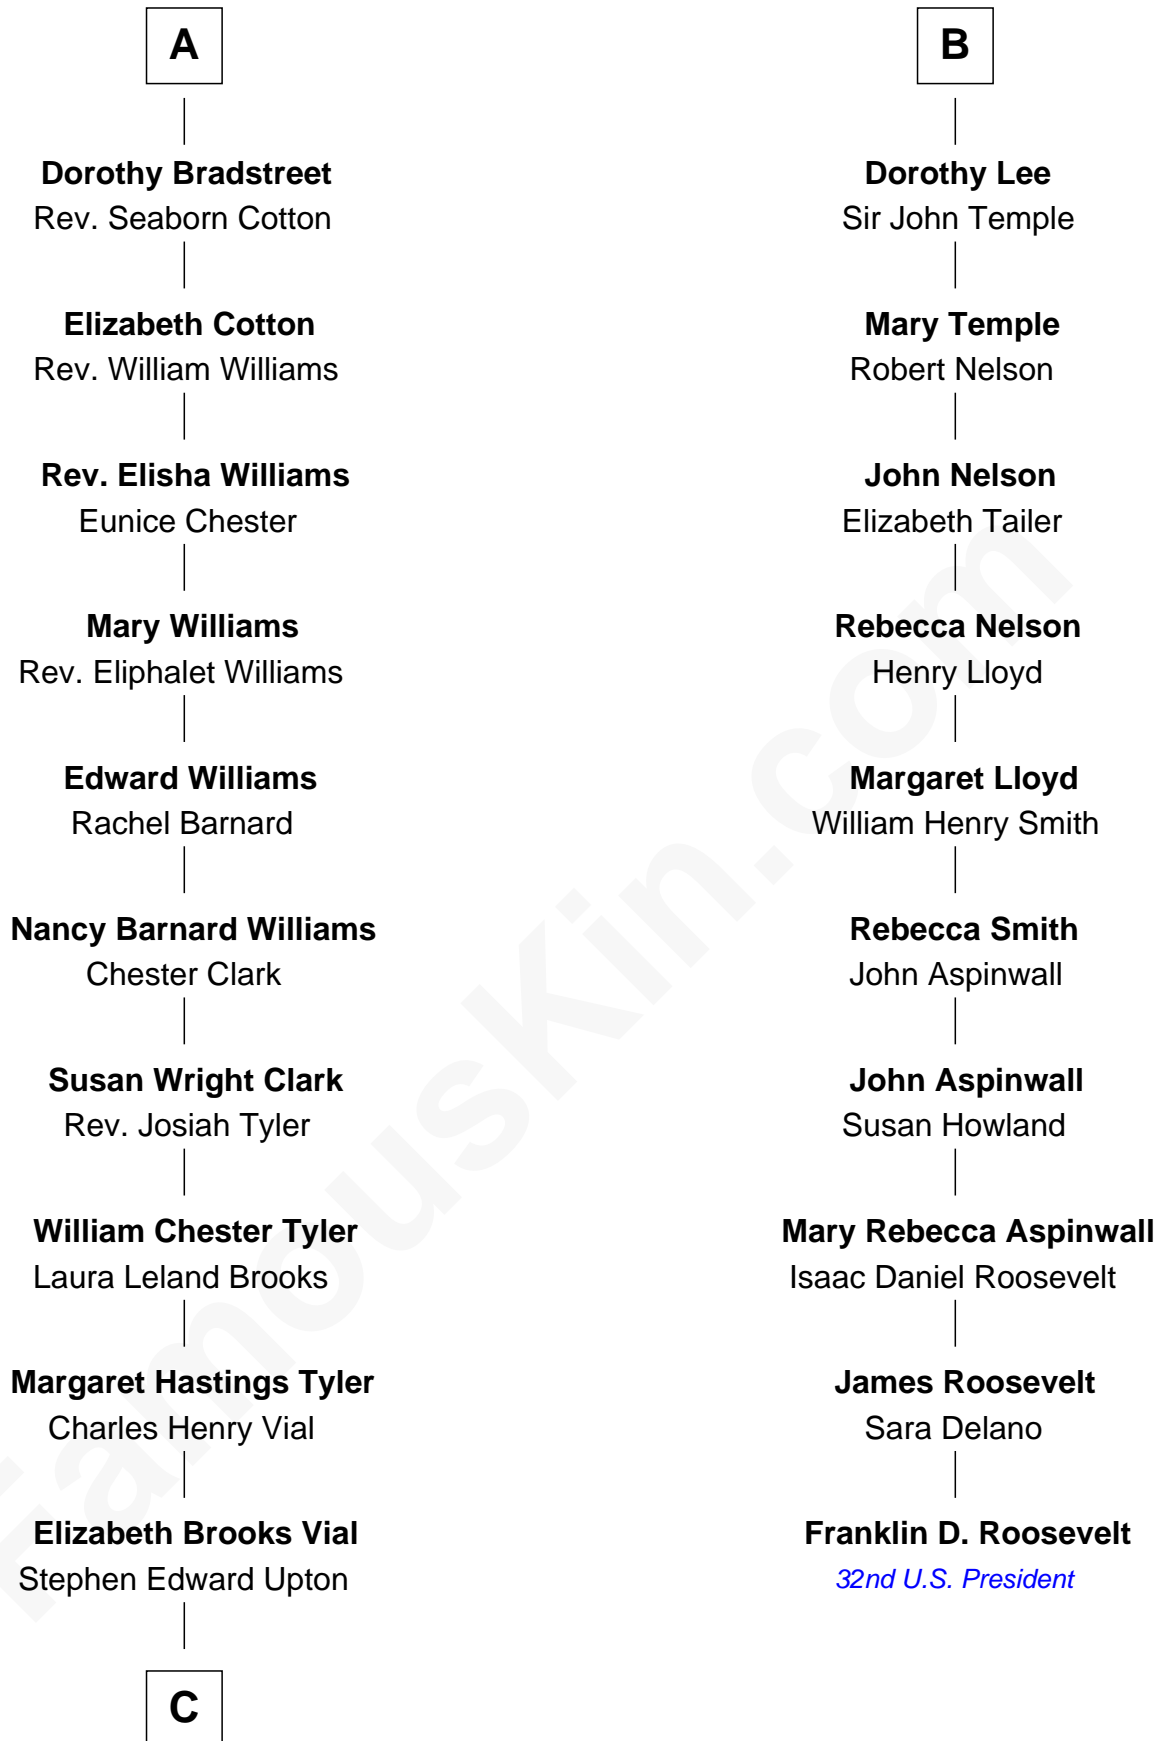 A
Dorothy Bradstreet
Rev. Seaborn Cotton
Elizabeth Cotton
Rev. William Williams
Rev. Elisha Williams
Eunice Chester
Mary Williams
Rev. Eliphalet Williams
Edward Williams
Rachel Barnard
Nancy Barnard Williams
Chester Clark
Susan Wright Clark
Rev. Josiah Tyler
William Chester Tyler
Laura Leland Brooks
Margaret Hastings Tyler
Charles Henry Vial
Elizabeth Brooks Vial
Stephen Edward Upton
C
B
Dorothy Lee
Sir John Temple
Mary Temple
Robert Nelson
John Nelson
Elizabeth Tailer
Rebecca Nelson
Henry Lloyd
Margaret Lloyd
William Henry Smith
Rebecca Smith
John Aspinwall
John Aspinwall
Susan Howland
Mary Rebecca Aspinwall
Isaac Daniel Roosevelt
James Roosevelt
Sara Delano
Franklin D. Roosevelt
32nd U.S. President
FamousKin.com